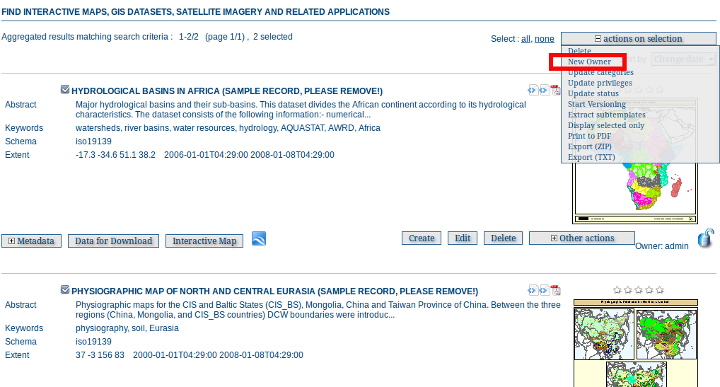 FIND INTERACTIVE MAPS, GIS DATASETS, SATELLITE IMAGERY AND RELATED APPLICATIONS
Aggregated results matching search criteria : 1-2/2 (page 1/1) , 2 selected
Select : all, none
actions on selection
Delete
New Owner
Update categories
Update privileges
Update status
Start Versioning
Extract subtemplates
Display selected only
Print to PDF
Export (ZIP)
Export (TXT)
by Change date
HYDROLOGICAL BASINS IN AFRICA (SAMPLE RECORD, PLEASE REMOVE!)
Abstract Major hydrological basins and their sub-basins. This dataset divides the African continent according to its hydrological
characteristics. The dataset consists of the following information:- numerical...
Keywords watersheds, river basins, water resources, hydrology, AQUASTAT, AWRD, Africa
Schema iso19139
Extent -17.3 -34.6 51.1 38.2 2006-01-01T04:29:00 2008-01-08T04:29:00
Metadata Data for Download Interactive Map Create Edit Delete Other actions
Owner: admin
PHYSIOGRAPHIC MAP OF NORTH AND CENTRAL EURASIA (SAMPLE RECORD, PLEASE REMOVE!)
Abstract Physiographic maps for the CIS and Baltic States (CIS_BS), Mongolia, China and Taiwan Province of China. Between the three
regions (China, Mongolia, and CIS_BS countries) DCW boundaries were introduc...
Keywords physiography, soil, Eurasia
Schema iso19139
Extent 37 -3 156 83 2000-01-01T04:29:00 2008-01-08T04:29:00